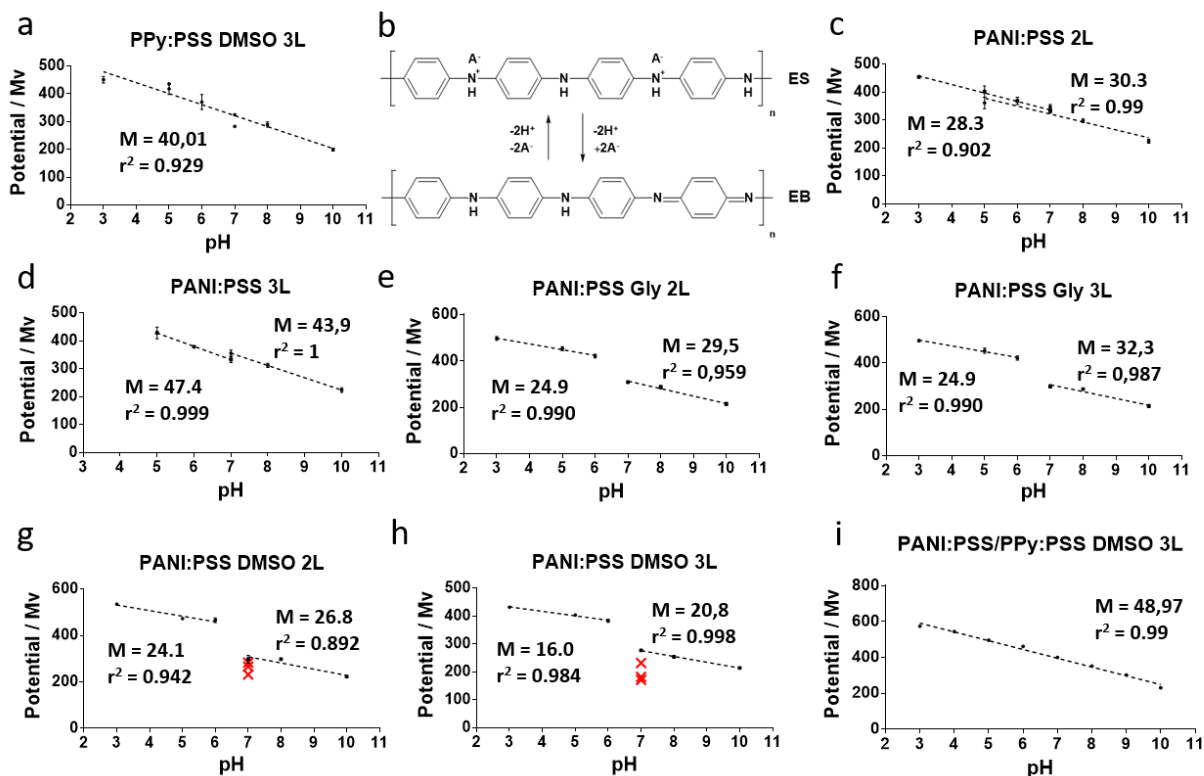 a
PPy:PSS DMSO 3L
Potential / Mv
500
400
300
200
100
0
M = 40,01
r² = 0.929
2 3 4 5 6 7 8 9 10 11
pH
b
A⁻ A⁻
N⁺ H N H N⁺ H N H n ES
-2H⁺ -2H⁺
-2A⁻ +2A⁻
N H N H N N n EB
c
PANI:PSS 2L
Potential / Mv
500
400
300
200
100
0
M = 30.3
r² = 0.99
M = 28.3
r² = 0.902
2 3 4 5 6 7 8 9 10 11
pH
d
PANI:PSS 3L
Potential / Mv
500
400
300
200
100
0
M = 43,9
r² = 1
M = 47.4
r² = 0.999
3 4 5 6 7 8 9 10 11
pH
e
PANI:PSS Gly 2L
Potential / Mv
600
400
200
0
M = 29,5
r² = 0,959
M = 24.9
r² = 0.990
2 3 4 5 6 7 8 9 10 11
pH
f
PANI:PSS Gly 3L
Potential / Mv
600
400
200
0
M = 32,3
r² = 0,987
M = 24.9
r² = 0.990
2 3 4 5 6 7 8 9 10 11
pH
g
PANI:PSS DMSO 2L
Potential / Mv
600
400
200
0
M = 26.8
r² = 0.892
M = 24.1
r² = 0.942
2 3 4 5 6 7 8 9 10 11
pH
h
PANI:PSS DMSO 3L
Potential / Mv
500
400
300
200
100
0
M = 20,8
r² = 0.998
M = 16.0
r² = 0.984
2 3 4 5 6 7 8 9 10 11
pH
i
PANI:PSS/PPy:PSS DMSO 3L
Potential / Mv
800
600
400
200
0
M = 48,97
r² = 0.99
2 3 4 5 6 7 8 9 10 11
pH